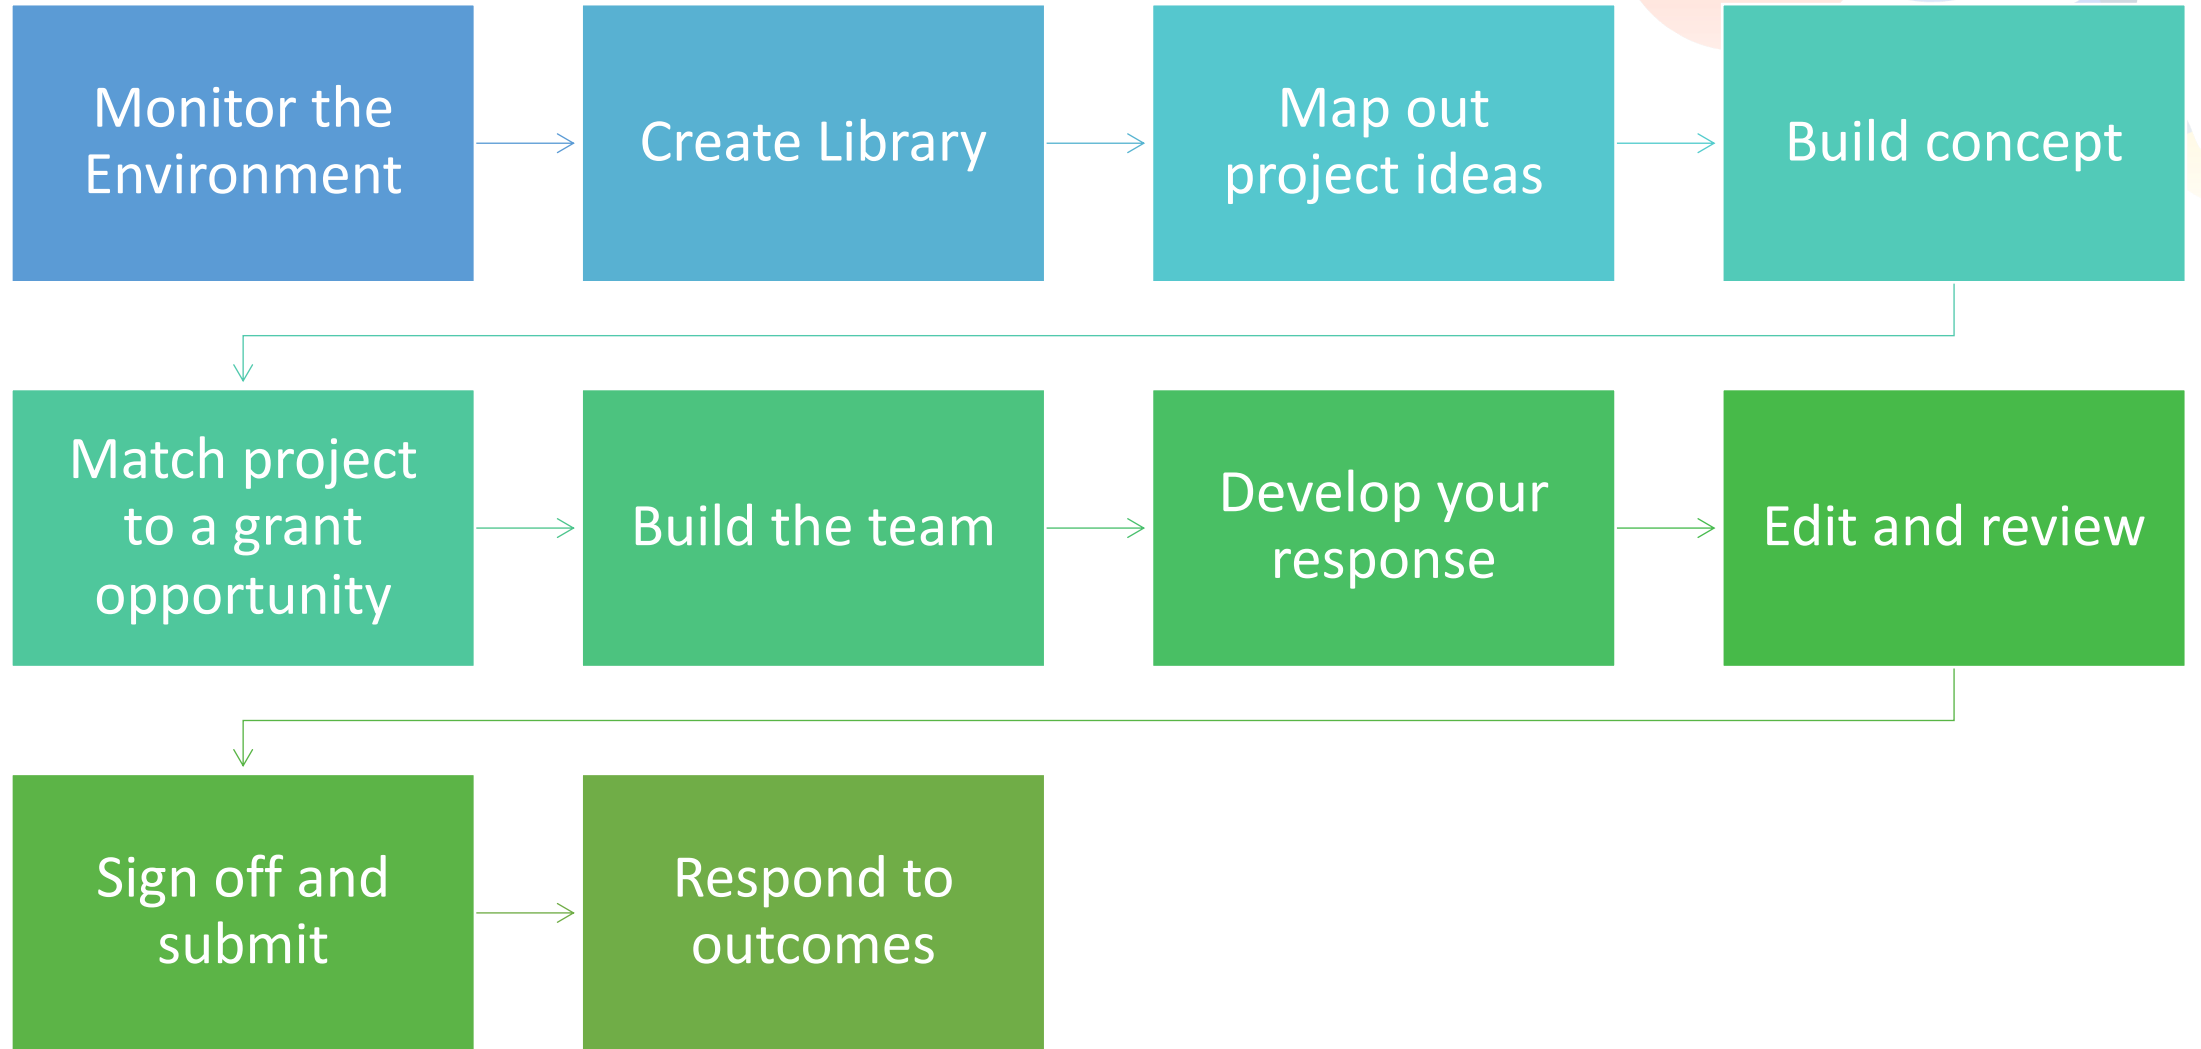 Monitor the
Environment
Create Library
Map out
project ideas
Build concept
Match project
to a grant
opportunity
Build the team
Develop your
response
Edit and review
Sign off and
submit
Respond to
outcomes